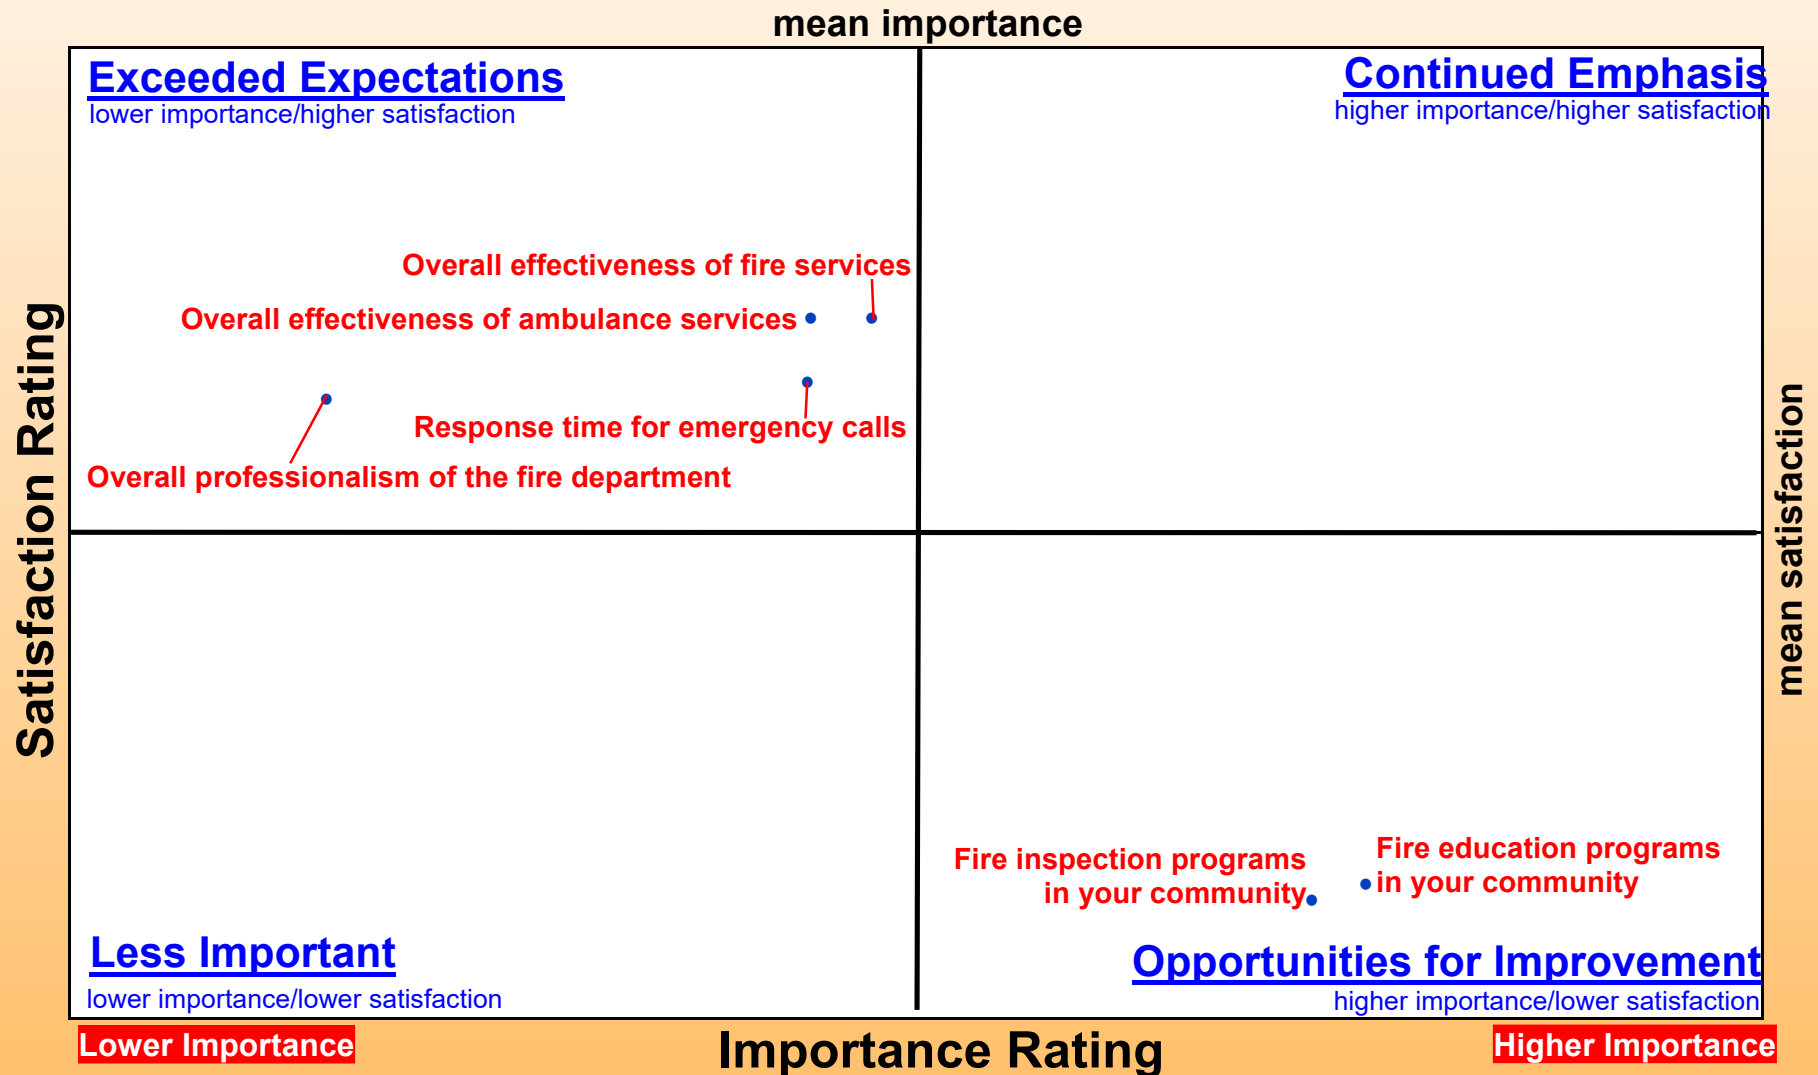 mean importance
Exceeded Expectations
lower importance/higher satisfaction
Continued Emphasis
higher importance/higher satisfaction
Overall effectiveness of fire services
Overall effectiveness of ambulance services
Response time for emergency calls
Overall professionalism of the fire department
Satisfaction Rating
mean satisfaction
Fire inspection programs
in your community
Fire education programs
in your community
Less Important
lower importance/lower satisfaction
Opportunities for Improvement
higher importance/lower satisfaction
Lower Importance
Importance Rating
Higher Importance